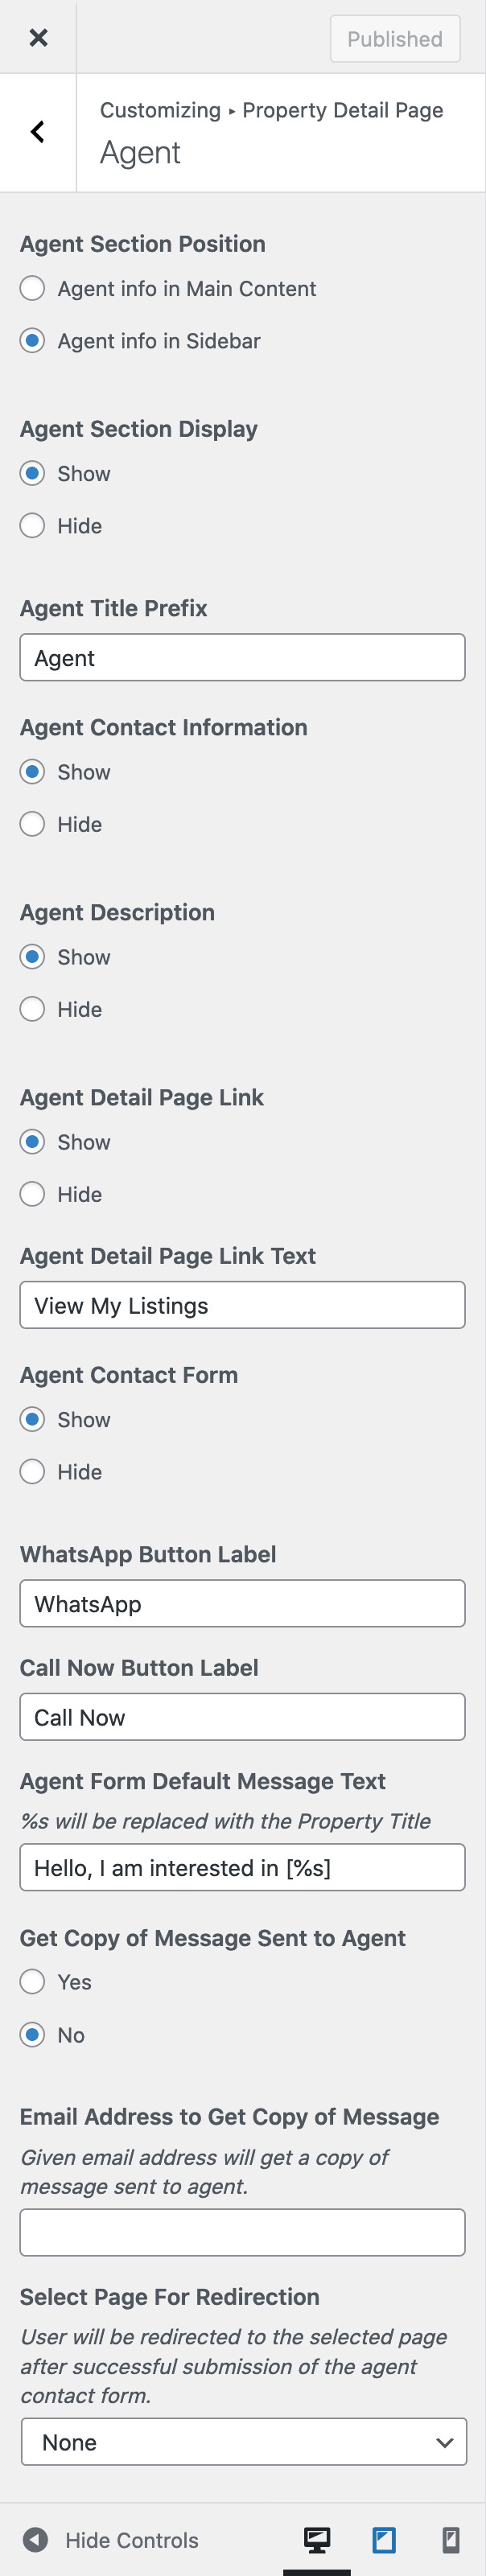 Published
Customizing ▸ Property Detail Page
Agent
Agent Section Position
Agent info in Main Content
Agent info in Sidebar
Agent Section Display
Show
Hide
Agent Title Prefix
Agent
Agent Contact Information
Show
Hide
Agent Description
Show
Hide
Agent Detail Page Link
Show
Hide
Agent Detail Page Link Text
View My Listings
Agent Contact Form
Show
Hide
WhatsApp Button Label
WhatsApp
Call Now Button Label
Call Now
Agent Form Default Message Text
%s will be replaced with the Property Title
Hello, I am interested in [%s]
Get Copy of Message Sent to Agent
Yes
No
Email Address to Get Copy of Message
Given email address will get a copy of
message sent to agent.
Select Page For Redirection
User will be redirected to the selected page
after successful submission of the agent
contact form.
None
Hide Controls